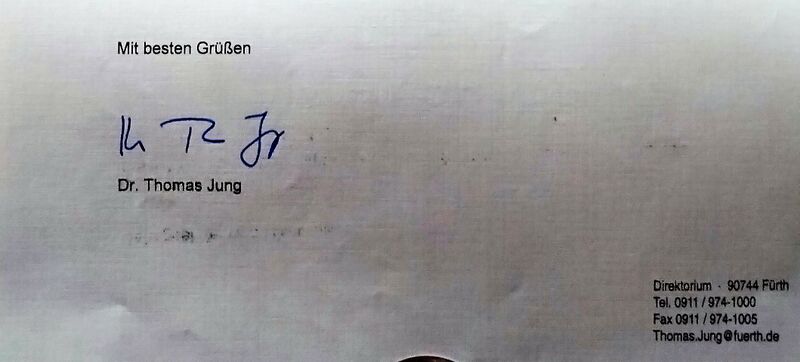 Mit besten Grüßen
Dr. Thomas Jung
Direktorium · 90744 Fürth
Tel. 0911 / 974-1000
Fax 0911 / 974-1005
Thomas.Jung@fuerth.de